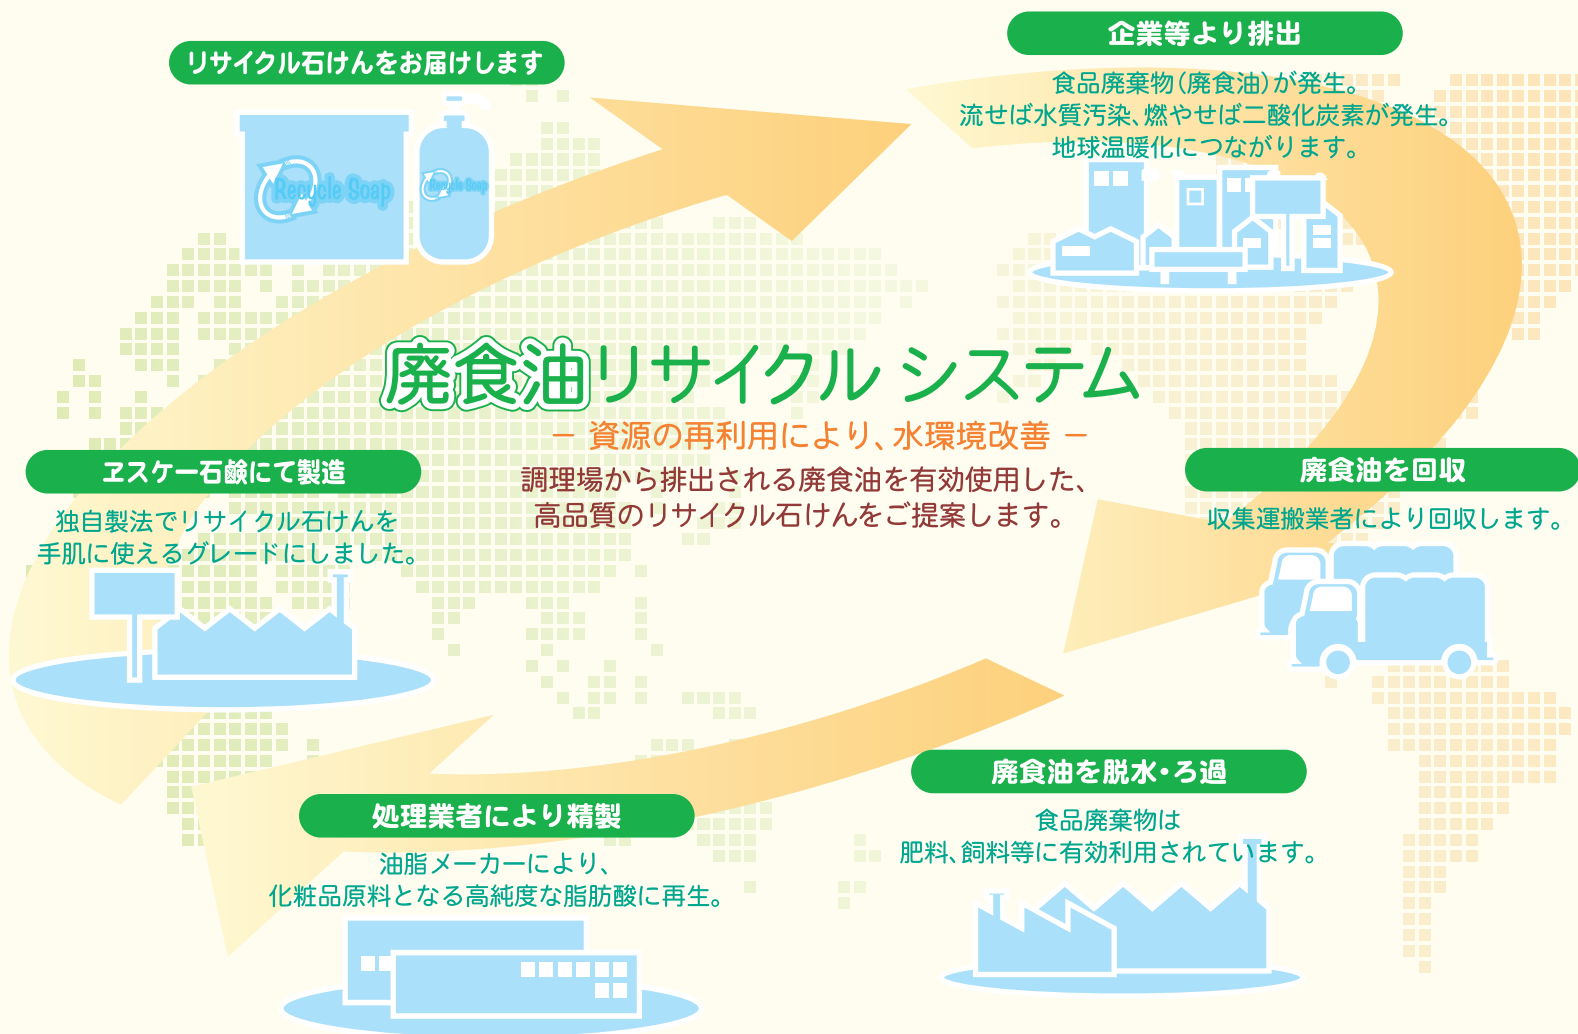 リサイクル石けんをお届けします
Recycle Soap
Recycle Soap
企業等より排出
食品廃棄物(廃食油)が発生。
流せば水質汚染、燃やせば二酸化炭素が発生。
地球温暖化につながります。
廃食油リサイクル システム
― 資源の再利用により、水環境改善 ―
調理場から排出される廃食油を有効使用した、
高品質のリサイクル石けんをご提案します。
廃食油を回収
収集運搬業者により回収します。
ヱスケー石鹸にて製造
独自製法でリサイクル石けんを
手肌に使えるグレードにしました。
廃食油を脱水・ろ過
食品廃棄物は
肥料、飼料等に有効利用されています。
処理業者により精製
油脂メーカーにより、
化粧品原料となる高純度な脂肪酸に再生。